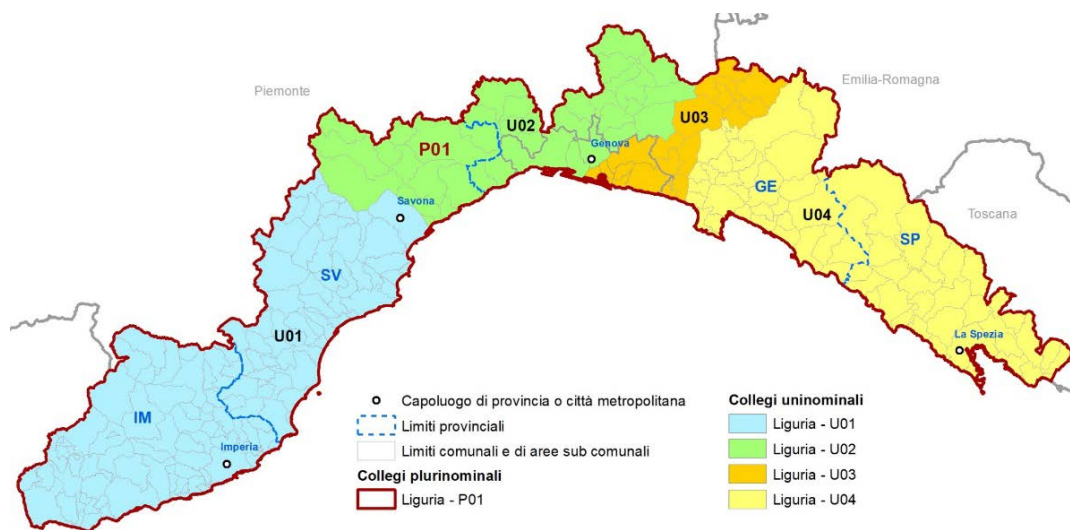 Piemonte
Emilia-Romagna
U03
U02
P01
Genova
GE
Savona
U04
Toscana
SP
SV
U01
La Spezia
IM
Imperia
Capoluogo di provincia o città metropolitana
Limiti provinciali
Limiti comunali e di aree sub comunali
Collegi plurinominali
Liguria - P01
Collegi uninominali
Liguria - U01
Liguria - U02
Liguria - U03
Liguria - U04